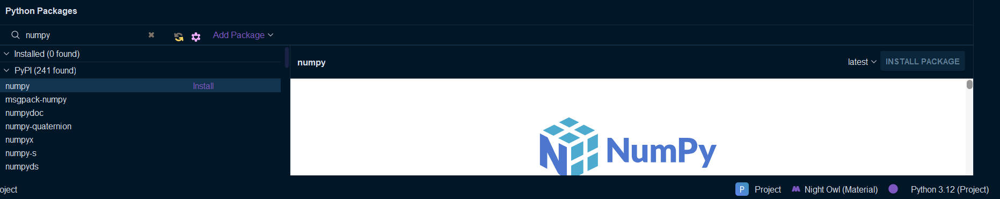 Python Packages
numpy
Add Package
Installed (0 found)
PyPI (241 found)
numpy Install
msgpack-numpy
numpydoc
numpy-quaternion
numpyx
numpy-s
numpyds
numpy
latest INSTALL PACKAGE
NumPy
oject
P Project Night Owl (Material) Python 3.12 (Project)